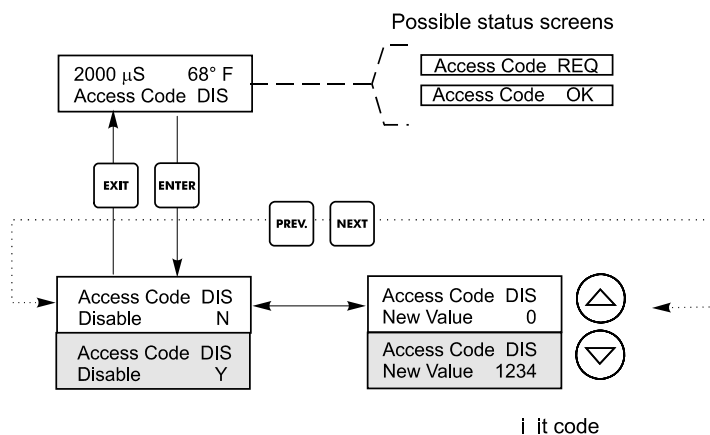 Possible status screens
2000 µS 68° F
Access Code DIS
Access Code REQ
Access Code OK
EXIT
ENTER
PREV.
NEXT
Access Code DIS
Disable N
Access Code DIS
Disable Y
Access Code DIS
New Value 0
Access Code DIS
New Value 1234
i it code